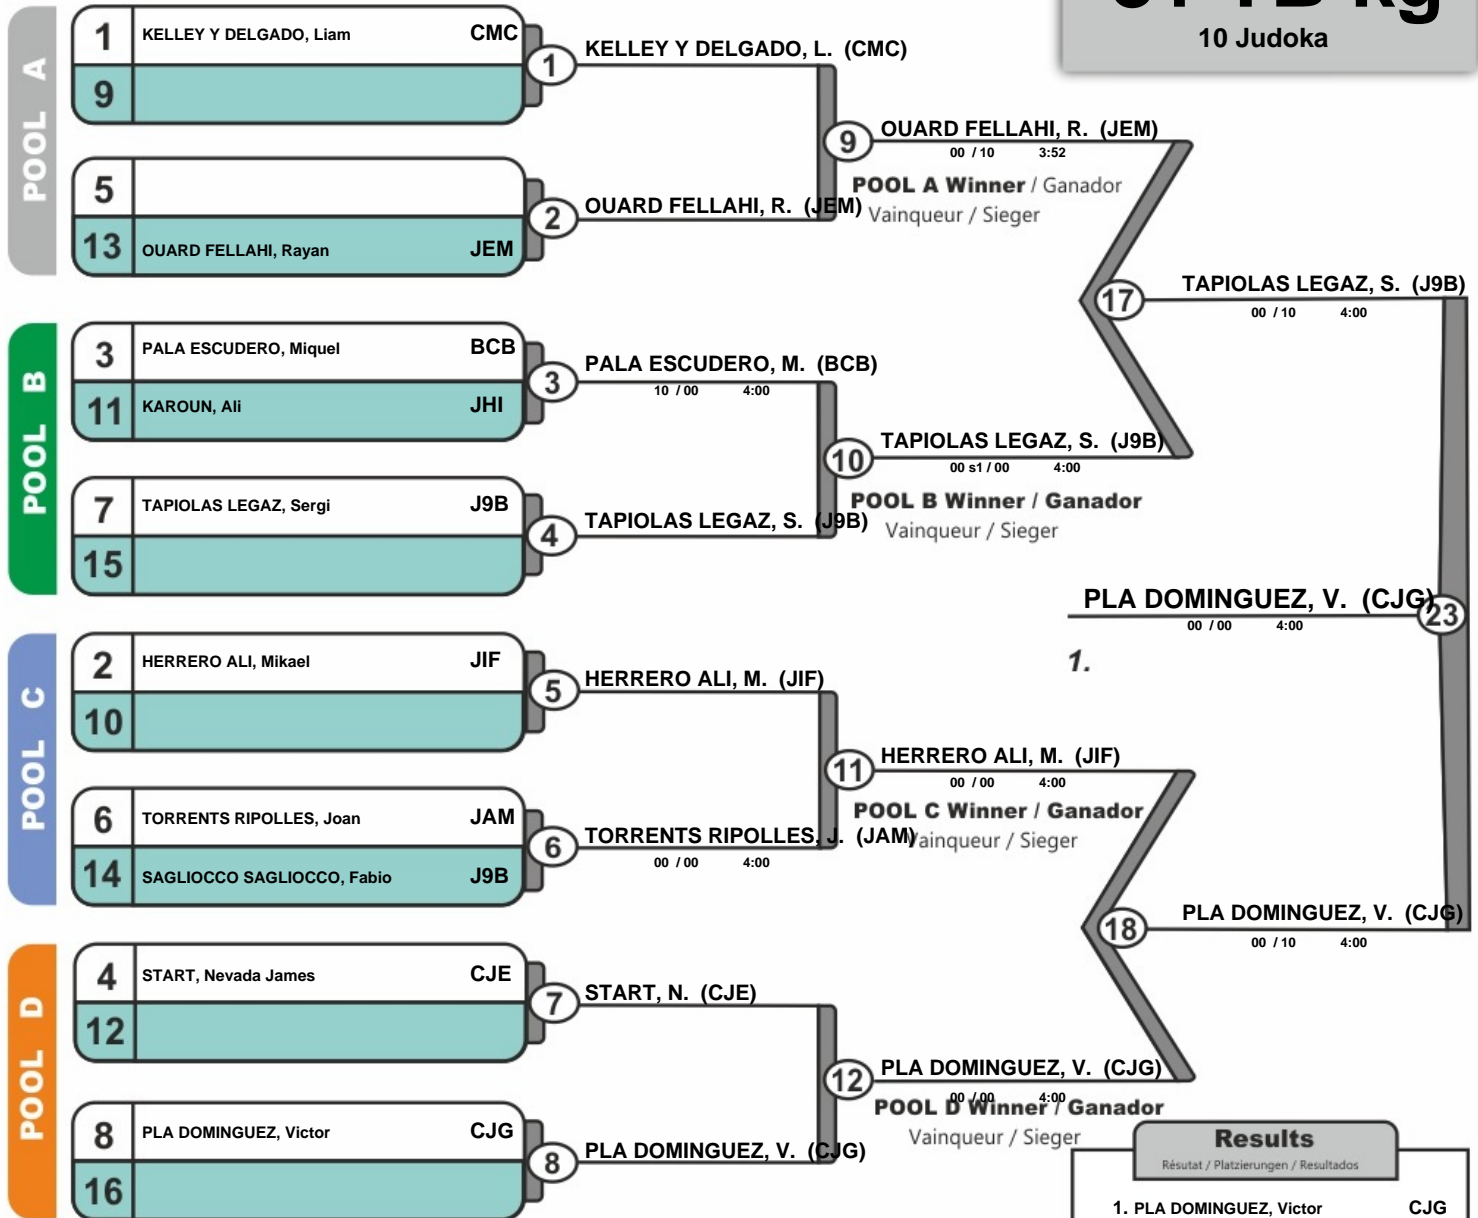 10 Judoka
POOL A
1 KELLEY Y DELGADO, Liam CMC
9
1
KELLEY Y DELGADO, L. (CMC)
5
13 OUARD FELLAHI, Rayan JEM
2
OUARD FELLAHI, R. (JEM)
9
OUARD FELLAHI, R. (JEM)
00 / 10 3:52
POOL A Winner / Ganador
Vainqueur / Sieger
POOL B
3 PALA ESCUDERO, Miquel BCB
11 KAROUN, Ali JHI
3
PALA ESCUDERO, M. (BCB)
10 / 00 4:00
7 TAPIOLAS LEGAZ, Sergi J9B
15
4
TAPIOLAS LEGAZ, S. (J9B)
10
TAPIOLAS LEGAZ, S. (J9B)
00 s1 / 00 4:00
POOL B Winner / Ganador
Vainqueur / Sieger
17
TAPIOLAS LEGAZ, S. (J9B)
00 / 10 4:00
PLA DOMINGUEZ, V. (CJG)
23
00 / 00 4:00
1.
POOL C
2 HERRERO ALI, Mikael JIF
10
5
HERRERO ALI, M. (JIF)
6 TORRENTS RIPOLLES, Joan JAM
14 SAGLIOCCO SAGLIOCCO, Fabio J9B
6
TORRENTS RIPOLLES, J. (JAM)
00 / 00 4:00
11
HERRERO ALI, M. (JIF)
00 / 00 4:00
POOL C Winner / Ganador
Vainqueur / Sieger
POOL D
4 START, Nevada James CJE
12
7
START, N. (CJE)
8 PLA DOMINGUEZ, Victor CJG
16
8
PLA DOMINGUEZ, V. (CJG)
12
PLA DOMINGUEZ, V. (CJG)
00 / 00 4:00
POOL D Winner / Ganador
Vainqueur / Sieger
18
PLA DOMINGUEZ, V. (CJG)
00 / 10 4:00
Results
Résutat / Platzierungen / Resultados
1. PLA DOMINGUEZ, Victor CJG